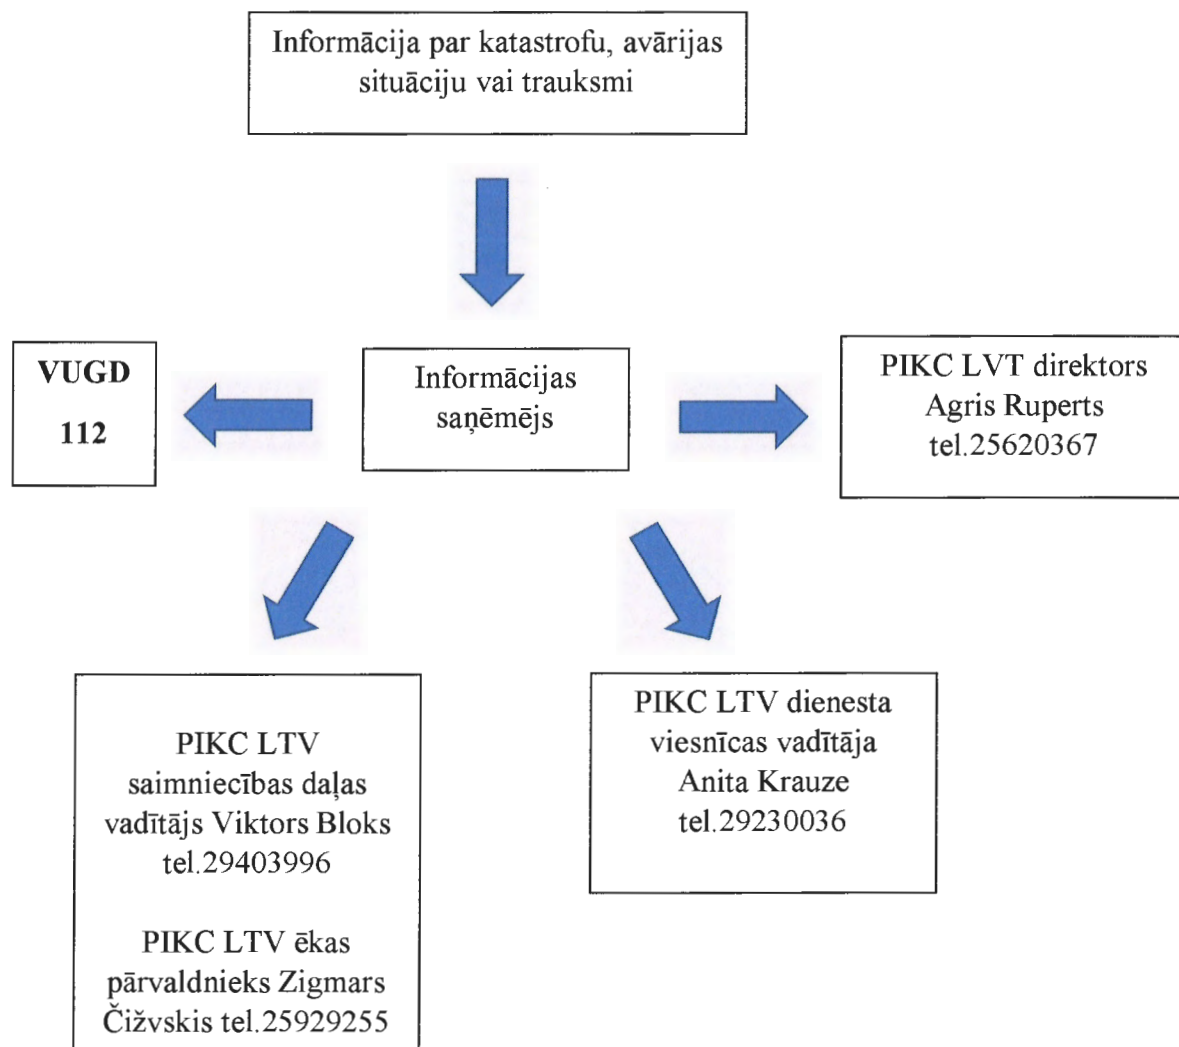 Informācija par katastrofu, avārijas
situāciju vai trauksmi
VUGD
112
Informācijas
saņēmējs
PIKC LVT direktors
Agris Ruperts
tel.25620367
PIKC LTV
saimniecības daļas
vadītājs Viktors Bloks
tel.29403996
PIKC LTV ēkas
pārvaldnieks Zigmars
Čižvskis tel.25929255
PIKC LTV dienesta
viesnīcas vadītāja
Anita Krauze
tel.29230036